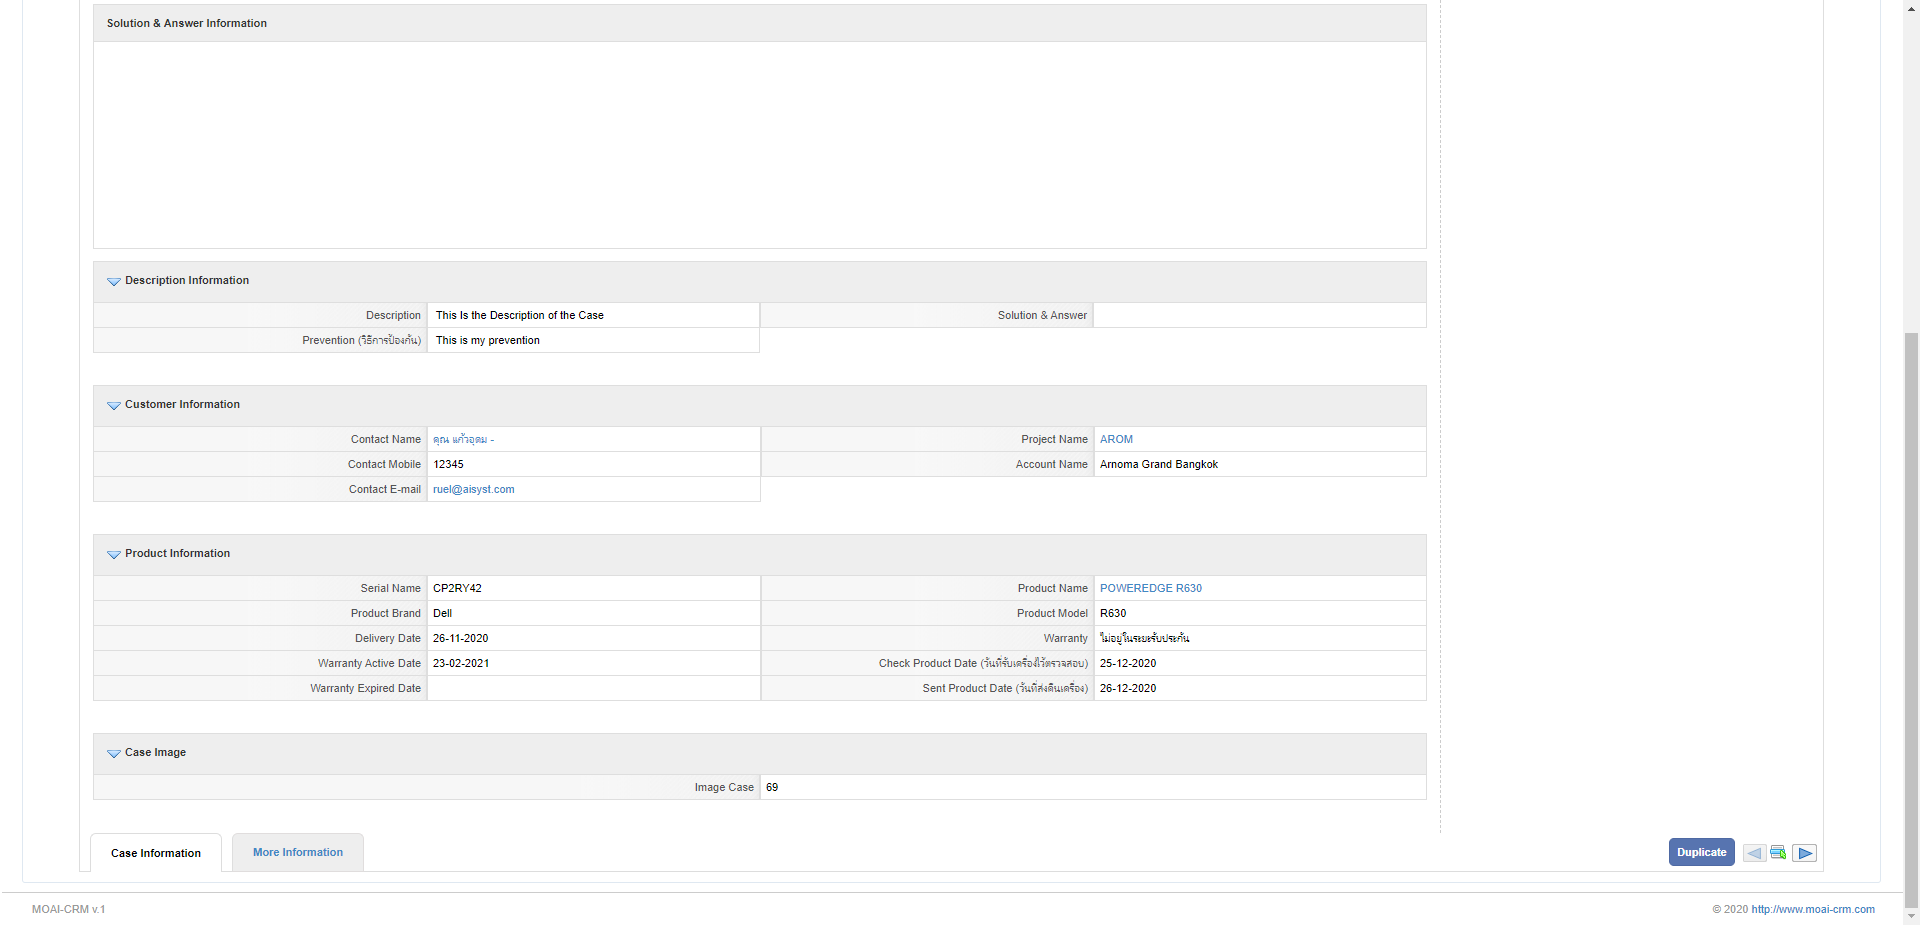 Solution & Answer Information
Description Information
Description This Is the Description of the Case Solution & Answer
Prevention (วิธีการป้องกัน) This is my prevention
Customer Information
Contact Name คุณ แก้วอุดม - Project Name AROM
Contact Mobile 12345 Account Name Arnoma Grand Bangkok
Contact E-mail ruel@aisyst.com
Product Information
Serial Name CP2RY42 Product Name POWEREDGE R630
Product Brand Dell Product Model R630
Delivery Date 26-11-2020 Warranty ไม่อยู่ในระยะรับประกัน
Warranty Active Date 23-02-2021 Check Product Date (วันที่รับเครื่องไว้ตรวจสอบ) 25-12-2020
Warranty Expired Date Sent Product Date (วันที่ส่งคืนเครื่อง) 26-12-2020
Case Image
Image Case 69
Case Information More Information Duplicate
MOAI-CRM v.1 © 2020 http://www.moai-crm.com